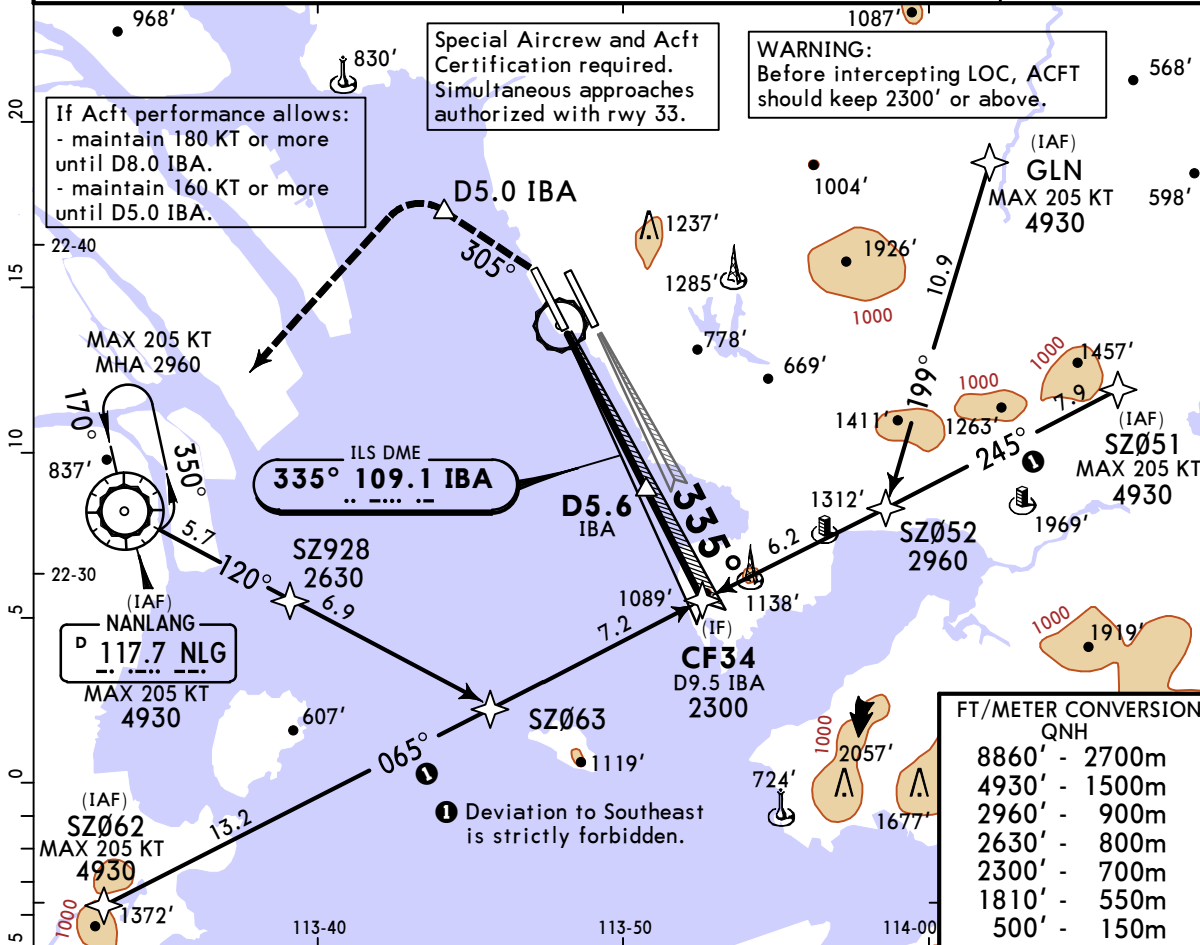 968'
830'
Special Aircrew and Acft
Certification required.
Simultaneous approaches
authorized with rwy 33.
1087'
WARNING:
Before intercepting LOC, ACFT
should keep 2300' or above.
568'
If Acft performance allows:
- maintain 180 KT or more
until D8.0 IBA.
- maintain 160 KT or more
until D5.0 IBA.
20
(IAF)
GLN
MAX 205 KT
4930
598'
1004'
D5.0 IBA
305°
22-40
15
1237'
1285'
1926'
1000
10.9
199°
778'
669'
MAX 205 KT
MHA 2960
170°
350°
837'
10
ILS DME
335° 109.1 IBA
D5.6
IBA
335°
1000
1457'
1000
1263'
1411'
7.9
245°
1
(IAF)
SZØ51
MAX 205 KT
4930
1969'
1312'
SZØ52
2960
6.2
1138'
5.7
120°
SZ928
2630
6.9
22-30
5
(IAF)
NANLANG
D 117.7 NLG
MAX 205 KT
4930
1089'
7.2
(IF)
CF34
D9.5 IBA
2300
607'
SZØ63
1119'
065°
1
1 Deviation to Southeast
is strictly forbidden.
0
(IAF)
SZØ62
MAX 205 KT
4930
13.2
1372'
1000
5
1000
1919'
1000
2057'
724'
1677'
FT/METER CONVERSION
QNH
8860' - 2700m
4930' - 1500m
2960' - 900m
2630' - 800m
2300' - 700m
1810' - 550m
500' - 150m
113-40
113-50
114-00